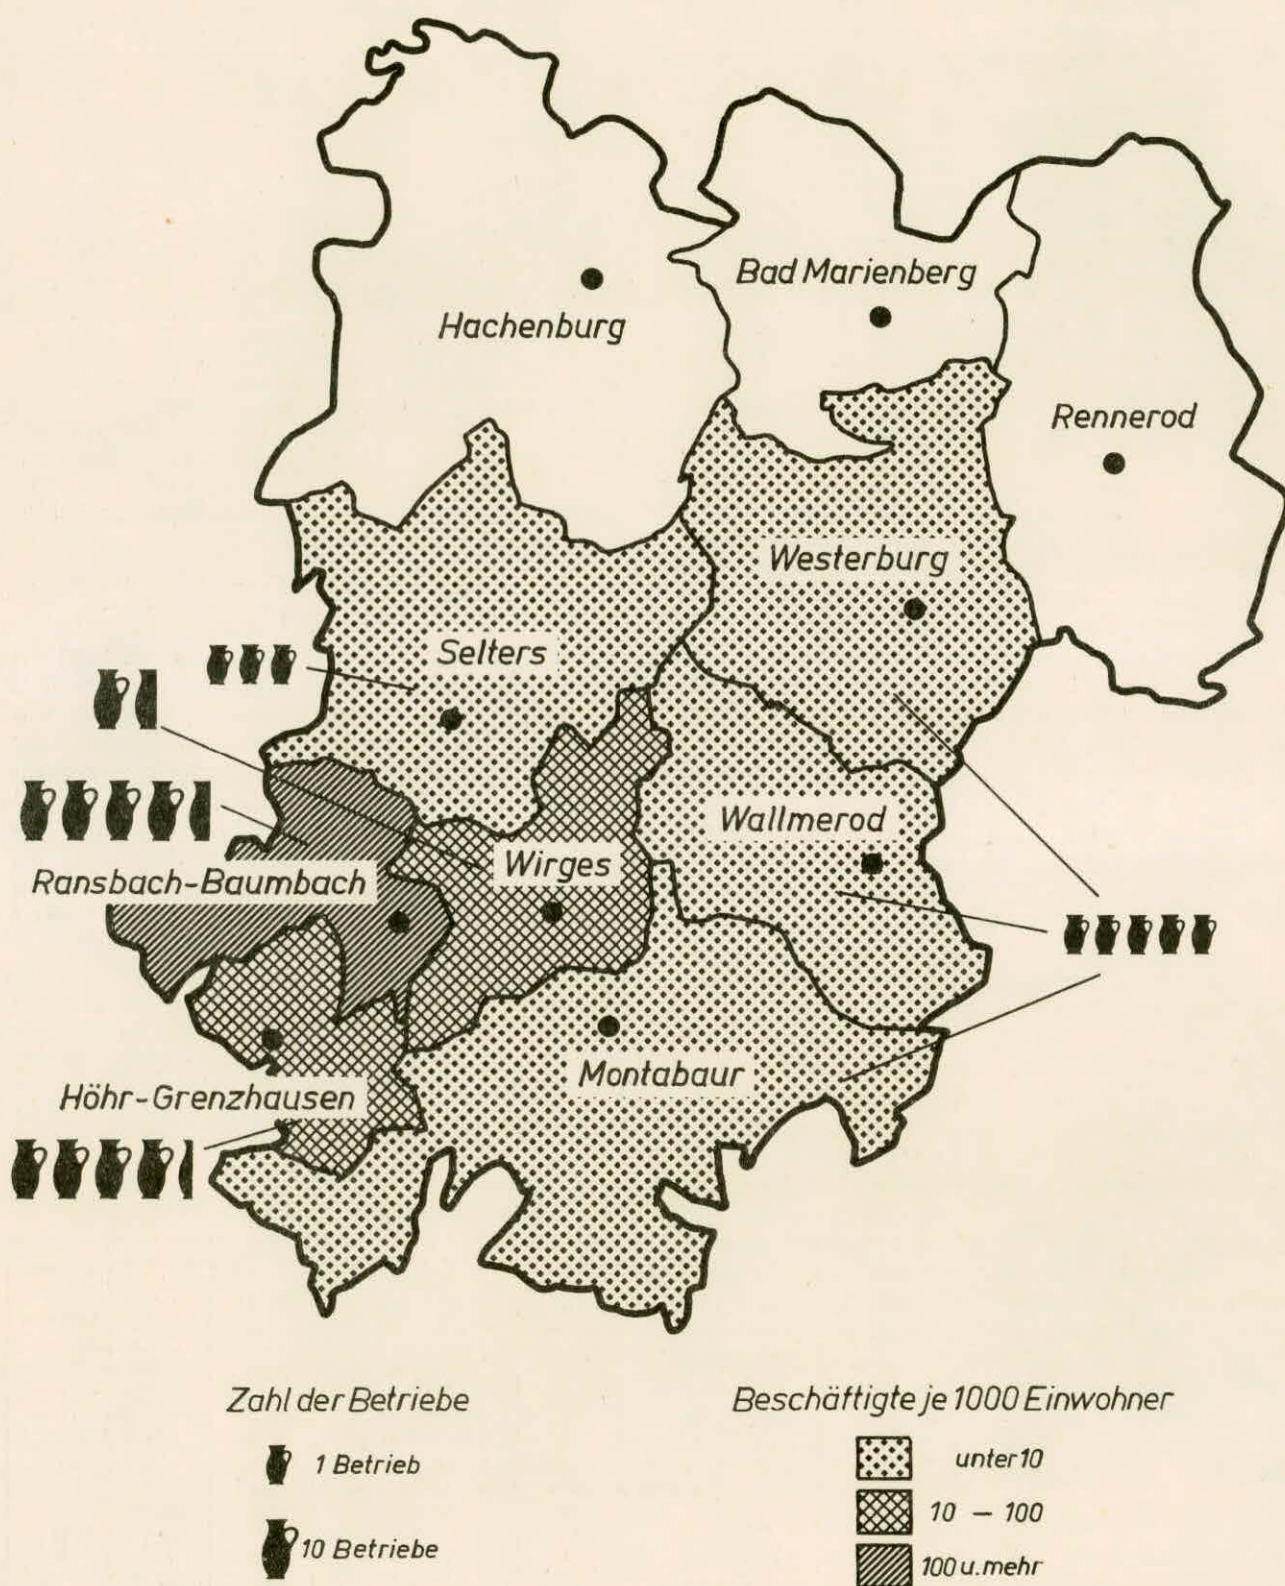 Bad Marienberg
Hachenburg
Rennerod
Westerburg
Selters
Wallmerod
Wirges
Ransbach-Baumbach
Montabaur
Höhr-Grenzhausen
Zahl der Betriebe
1 Betrieb
10 Betriebe
Beschäftigte je 1000 Einwohner
unter 10
10 – 100
100 u. mehr